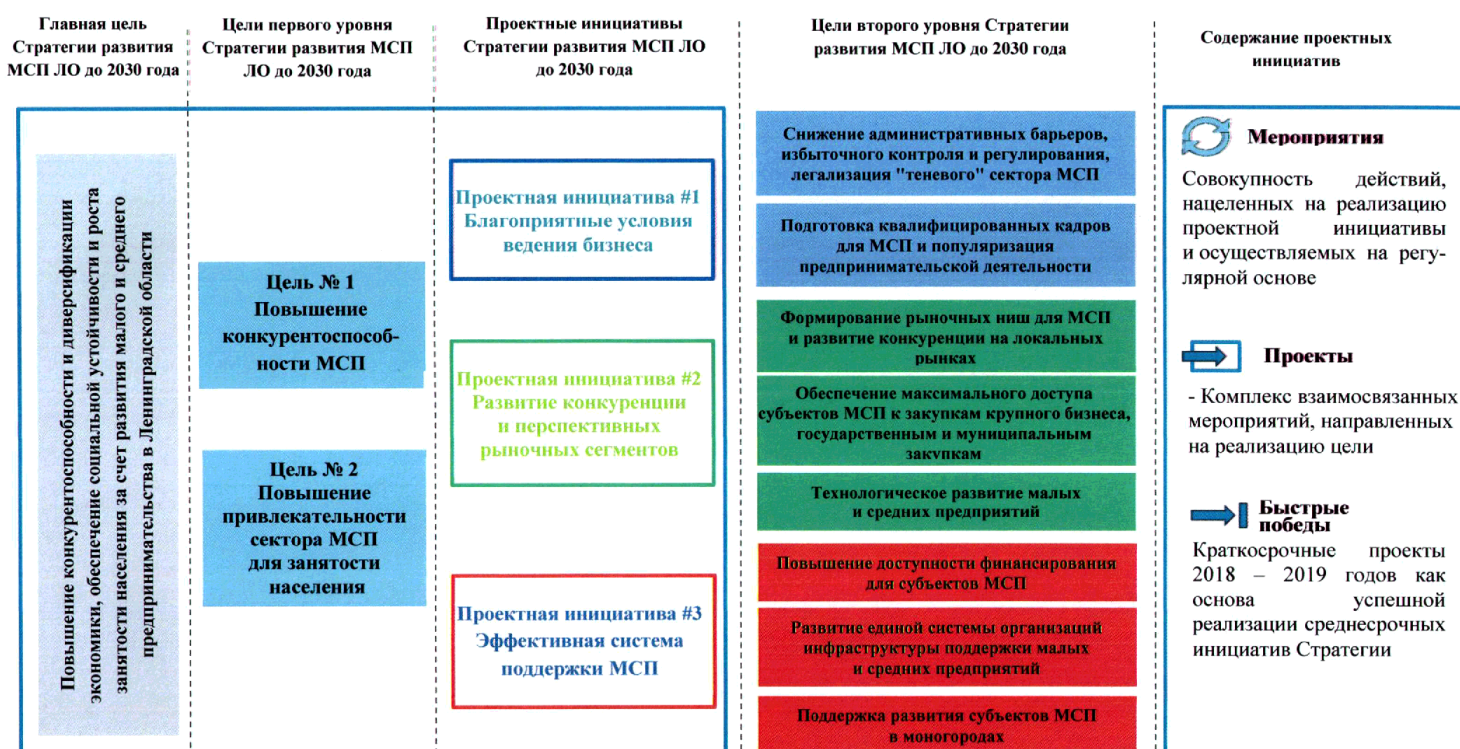 Главная цель
Стратегии развития
МСП ЛО до 2030 года
Цели первого уровня
Стратегии развития МСП
ЛО до 2030 года
Проектные инициативы
Стратегии развития МСП ЛО
до 2030 года
Цели второго уровня Стратегии
развития МСП ЛО до 2030 года
Содержание проектных
инициатив
Повышение конкурентоспособности и диверсификации
экономики, обеспечение социальной устойчивости и роста
занятости населения за счет развития малого и среднего
предпринимательства в Ленинградской области
Цель № 1
Повышение
конкурентоспособ-
ности МСП
Цель № 2
Повышение
привлекательности
сектора МСП
для занятости
населения
Проектная инициатива #1
Благоприятные условия
ведения бизнеса
Проектная инициатива #2
Развитие конкуренции
и перспективных
рыночных сегментов
Проектная инициатива #3
Эффективная система
поддержки МСП
Снижение административных барьеров,
избыточного контроля и регулирования,
легализация "теневого" сектора МСП
Подготовка квалифицированных кадров
для МСП и популяризация
предпринимательской деятельности
Формирование рыночных ниш для МСП
и развитие конкуренции на локальных
рынках
Обеспечение максимального доступа
субъектов МСП к закупкам крупного бизнеса,
государственным и муниципальным
закупкам
Технологическое развитие малых
и средних предприятий
Повышение доступности финансирования
для субъектов МСП
Развитие единой системы организаций
инфраструктуры поддержки малых
и средних предприятий
Поддержка развития субъектов МСП
в моногородах
Мероприятия
Совокупность действий,
нацеленных на реализацию
проектной инициативы
и осуществляемых на регу-
лярной основе
Проекты
- Комплекс взаимосвязанных
мероприятий, направленных
на реализацию цели
Быстрые
победы
Краткосрочные проекты
2018 – 2019 годов как
основа успешной
реализации среднесрочных
инициатив Стратегии